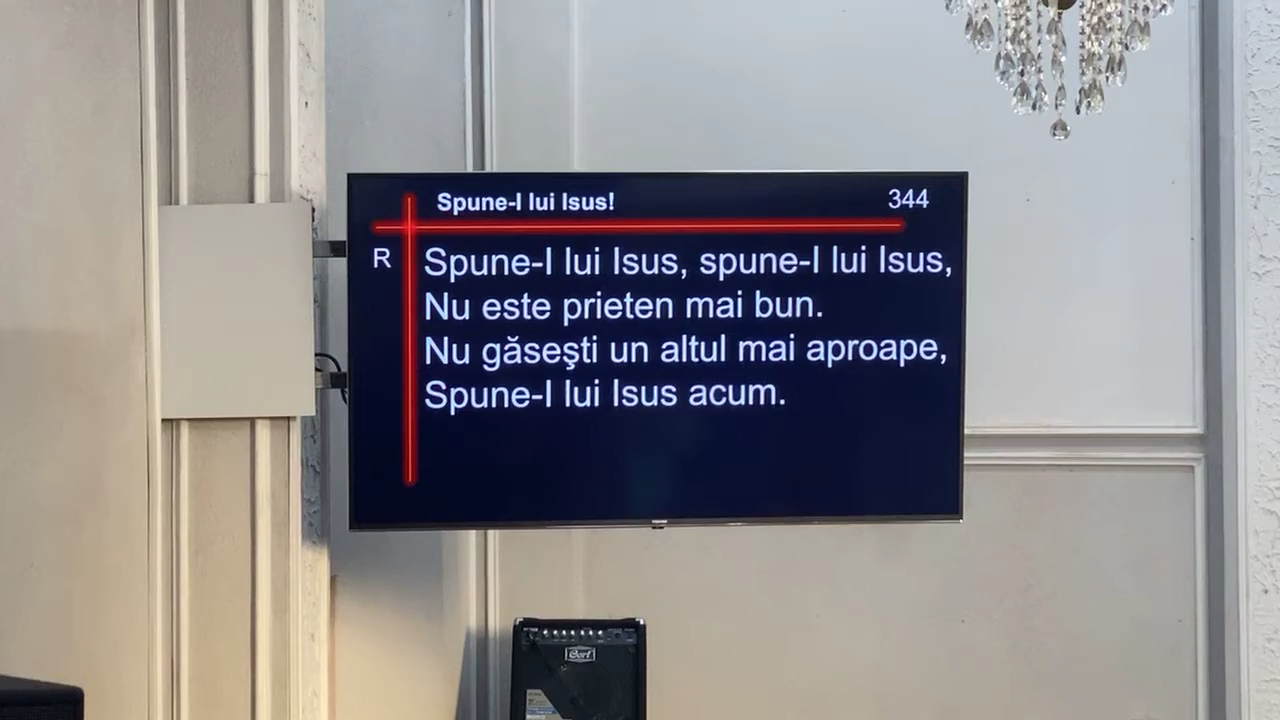 Spune-I lui Isus!
344
R
Spune-I lui Isus, spune-I lui Isus,
Nu este prieten mai bun.
Nu găseşti un altul mai aproape,
Spune-I lui Isus acum.
Cort